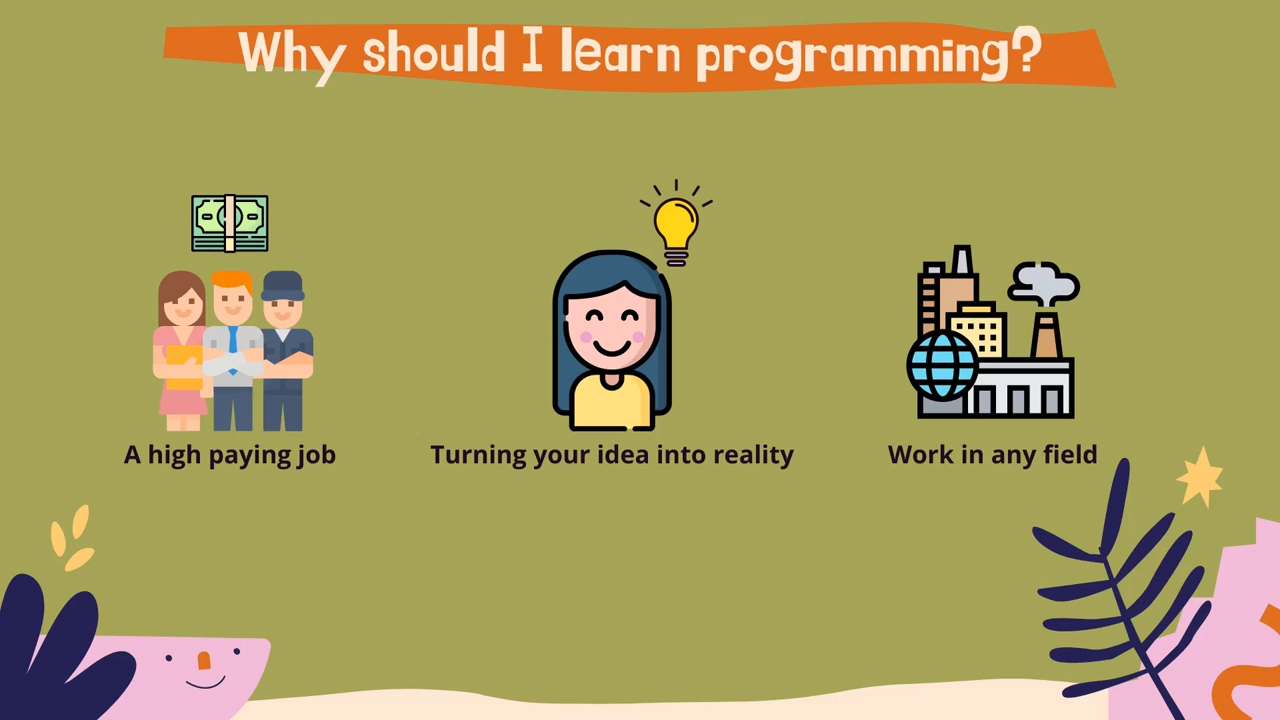 Why should I learn programming?
A high paying job
Turning your idea into reality
Work in any field